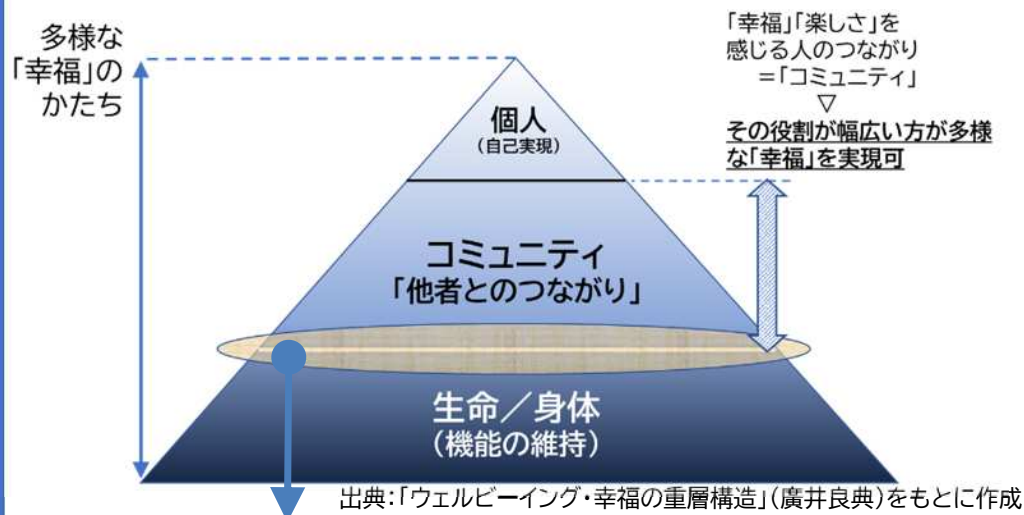 多様な
「幸福」の
かたち
「幸福」「楽しさ」を
感じる人のつながり
=「コミュニティ」
▽
その役割が幅広い方が多様
な「幸福」を実現可
個人
(自己実現)
コミュニティ
「他者とのつながり」
生命/身体
(機能の維持)
出典:「ウェルビーイング・幸福の重層構造」(廣井良典)をもとに作成